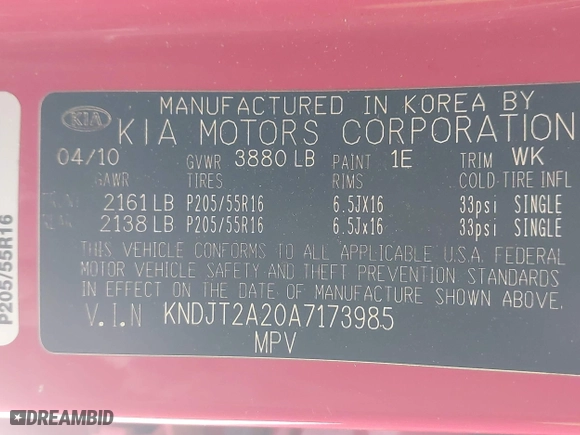 MANUFACTURED IN KOREA BY
KIA
KIA MOTORS CORPORATION
04/10 GVWR 3880 LB PAINT 1E TRIM WK
GAWR TIRES RIMS COLD TIRE INFL
2161 LB P205/55R16 6.5JX16 33psi SINGLE
2138 LB P205/55R16 6.5Jx16 33psi SINGLE
THIS VEHICLE CONFORMS TO ALL APPLICABLE U.S.A. FEDERAL
MOTOR VEHICLE SAFETY AND THEFT PREVENTION STANDARDS
IN EFFECT ON THE DATE OF MANUFACTURE SHOWN ABOVE,
V.I.N KNDJT2A20A7173985
MPV
P205/55R16
DREAMBID